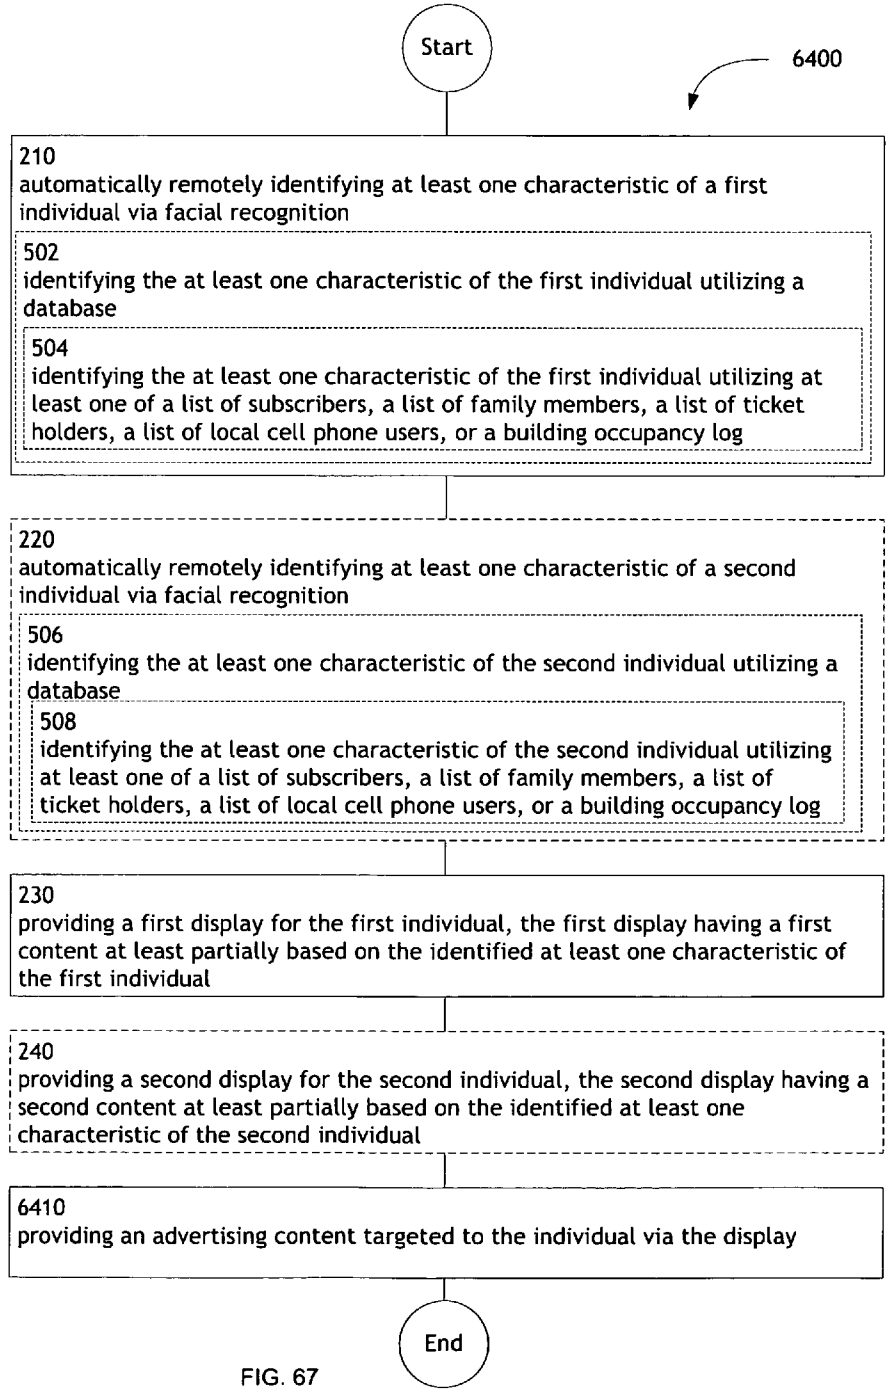 Start
6400
210
automatically remotely identifying at least one characteristic of a first
individual via facial recognition
502
identifying the at least one characteristic of the first individual utilizing a
database
504
identifying the at least one characteristic of the first individual utilizing at
least one of a list of subscribers, a list of family members, a list of ticket
holders, a list of local cell phone users, or a building occupancy log
220
automatically remotely identifying at least one characteristic of a second
individual via facial recognition
506
identifying the at least one characteristic of the second individual utilizing a
database
508
identifying the at least one characteristic of the second individual utilizing
at least one of a list of subscribers, a list of family members, a list of
ticket holders, a list of local cell phone users, or a building occupancy log
230
providing a first display for the first individual, the first display having a first
content at least partially based on the identified at least one characteristic of
the first individual
240
providing a second display for the second individual, the second display having a
second content at least partially based on the identified at least one
characteristic of the second individual
6410
providing an advertising content targeted to the individual via the display
End
FIG. 67